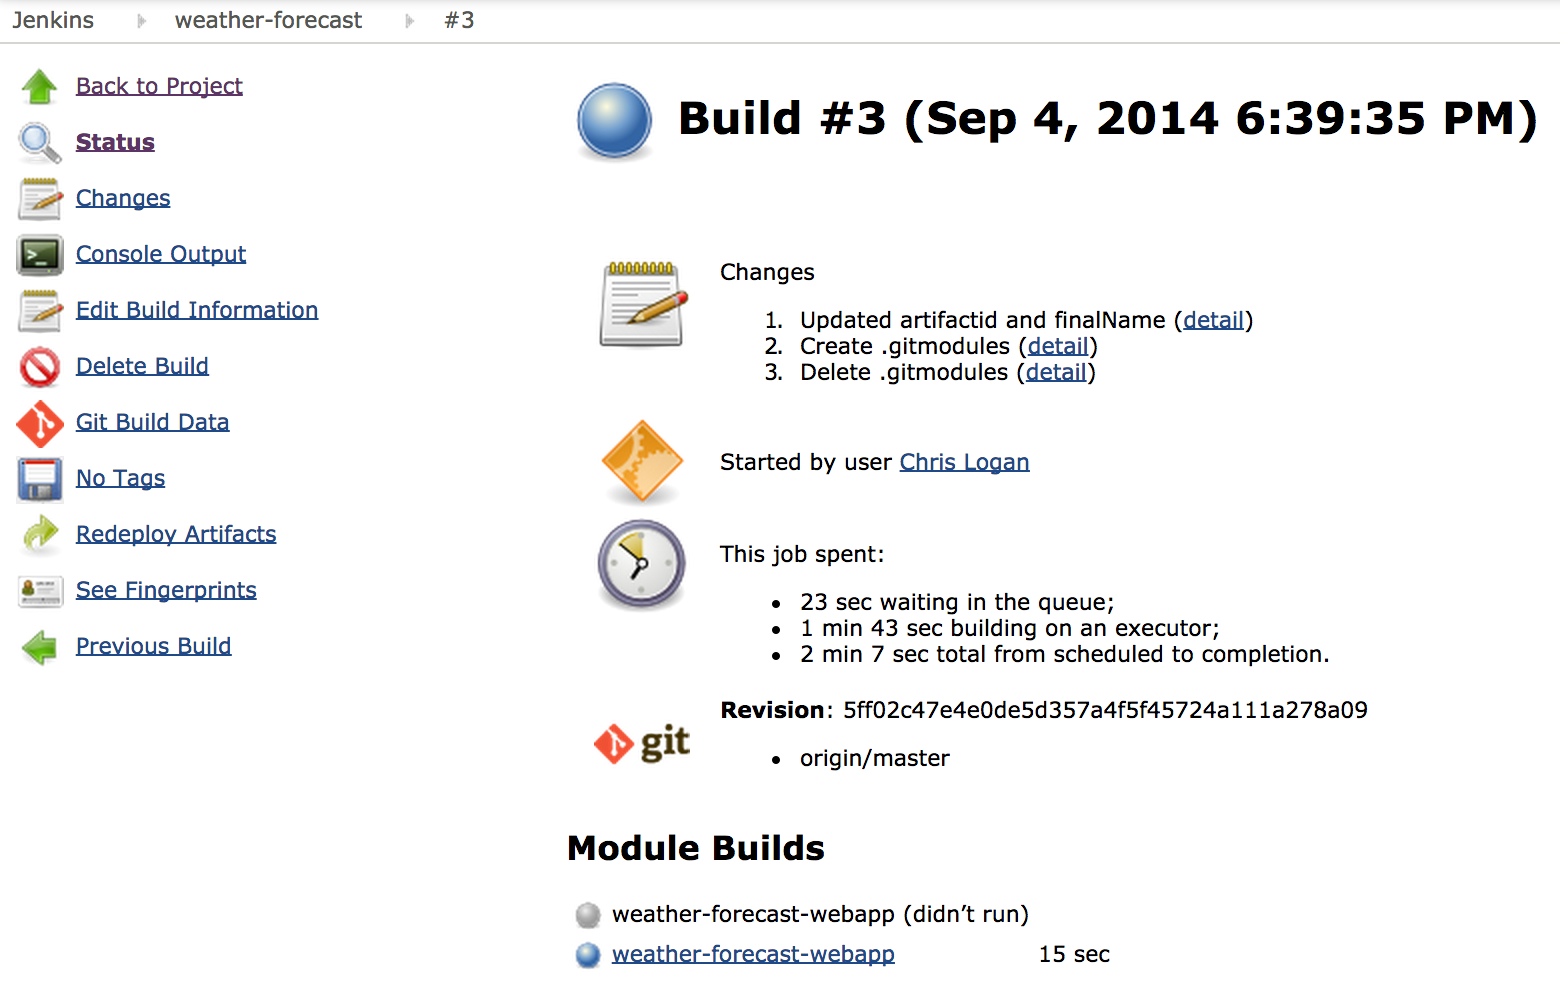 Jenkins weather-forecast #3
Back to Project
Status
Changes
Console Output
Edit Build Information
Delete Build
Git Build Data
No Tags
Redeploy Artifacts
See Fingerprints
Previous Build
Build #3 (Sep 4, 2014 6:39:35 PM)
Changes
1. Updated artifactid and finalName (detail)
2. Create .gitmodules (detail)
3. Delete .gitmodules (detail)
Started by user Chris Logan
This job spent:
• 23 sec waiting in the queue;
• 1 min 43 sec building on an executor;
• 2 min 7 sec total from scheduled to completion.
git
Revision: 5ff02c47e4e0de5d357a4f5f45724a111a278a09
• origin/master
Module Builds
weather-forecast-webapp (didn’t run)
weather-forecast-webapp 15 sec